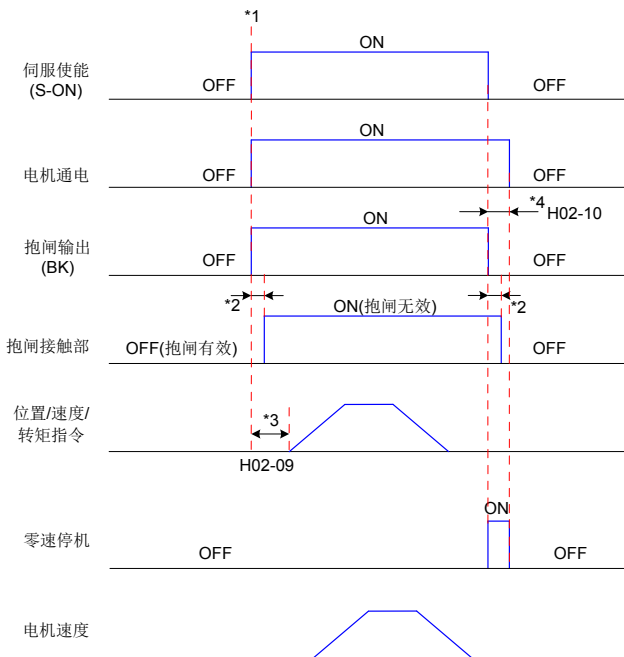 *1
伺服使能
(S-ON)
OFF
ON
OFF
电机通电
OFF
ON
OFF
*4
H02-10
抱闸输出
(BK)
OFF
ON
OFF
*2
*2
抱闸接触部
OFF(抱闸有效)
ON(抱闸无效)
OFF
位置/速度/
转矩指令
*3
H02-09
零速停机
OFF
ON
OFF
电机速度